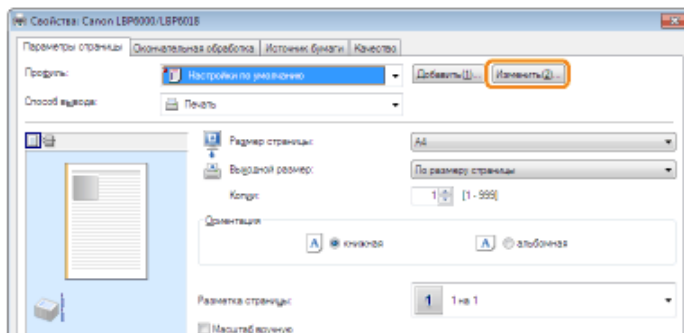 Свойства: Canon LBP6000/LBP6018
Параметры страницы Окончательная обработка Источник бумаги Качество
Профиль: Настройки по умолчанию Добавить(1)... Изменить(2)...
Способ вывода: Печать
Размер страницы: A4
Выходной размер: По размеру страницы
Копии: 1 [1 - 999]
Ориентация
A книжная A альбомная
Разметка страницы: 1 1 на 1
Масштаб вручную